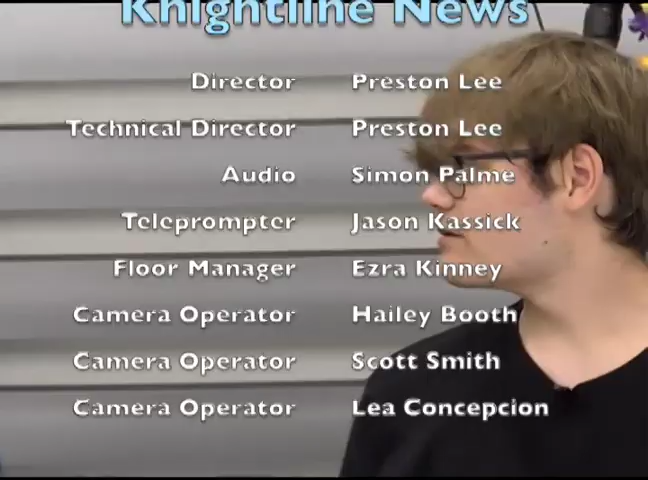 Knightline News
Director Preston Lee
Technical Director Preston Lee
Audio Simon Palme
Teleprompter Jason Kassick
Floor Manager Ezra Kinney
Camera Operator Hailey Booth
Camera Operator Scott Smith
Camera Operator Lea Concepcion